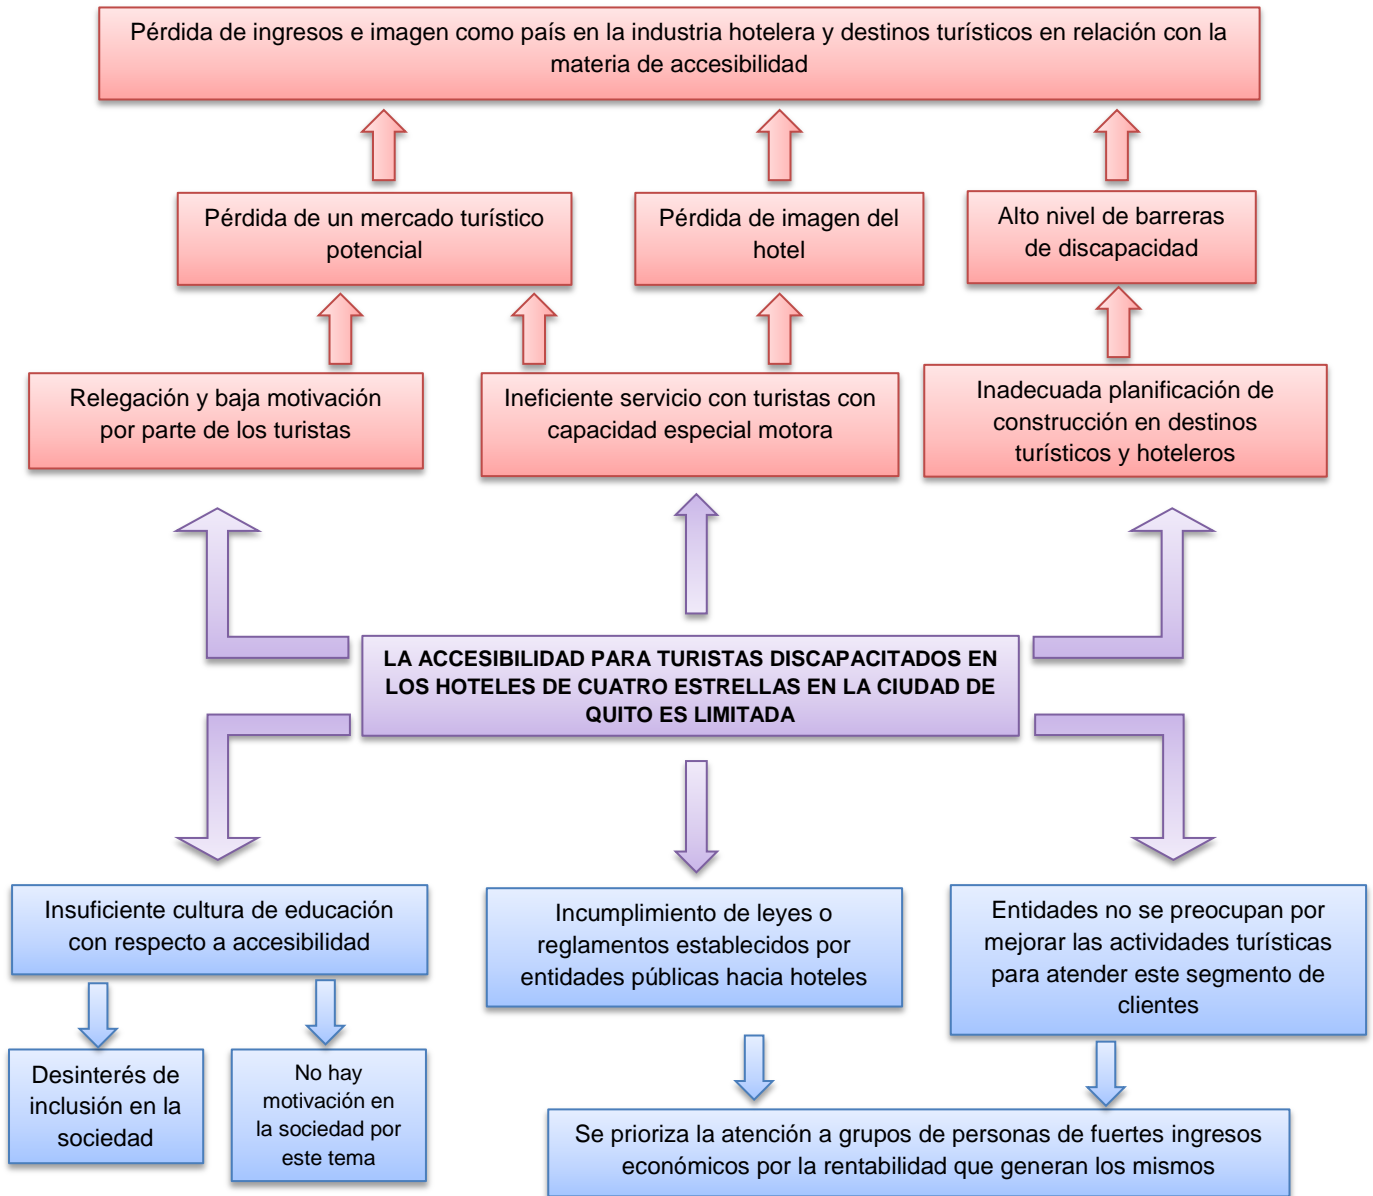 Pérdida de ingresos e imagen como país en la industria hotelera y destinos turísticos en relación con la
materia de accesibilidad
Pérdida de un mercado turístico
potencial
Pérdida de imagen del
hotel
Alto nivel de barreras
de discapacidad
Relegación y baja motivación
por parte de los turistas
Ineficiente servicio con turistas con
capacidad especial motora
Inadecuada planificación de
construcción en destinos
turísticos y hoteleros
LA ACCESIBILIDAD PARA TURISTAS DISCAPACITADOS EN
LOS HOTELES DE CUATRO ESTRELLAS EN LA CIUDAD DE
QUITO ES LIMITADA
Insuficiente cultura de educación
con respecto a accesibilidad
Incumplimiento de leyes o
reglamentos establecidos por
entidades públicas hacia hoteles
Entidades no se preocupan por
mejorar las actividades turísticas
para atender este segmento de
clientes
Desinterés de
inclusión en la
sociedad
No hay
motivación en
la sociedad por
este tema
Se prioriza la atención a grupos de personas de fuertes ingresos
económicos por la rentabilidad que generan los mismos